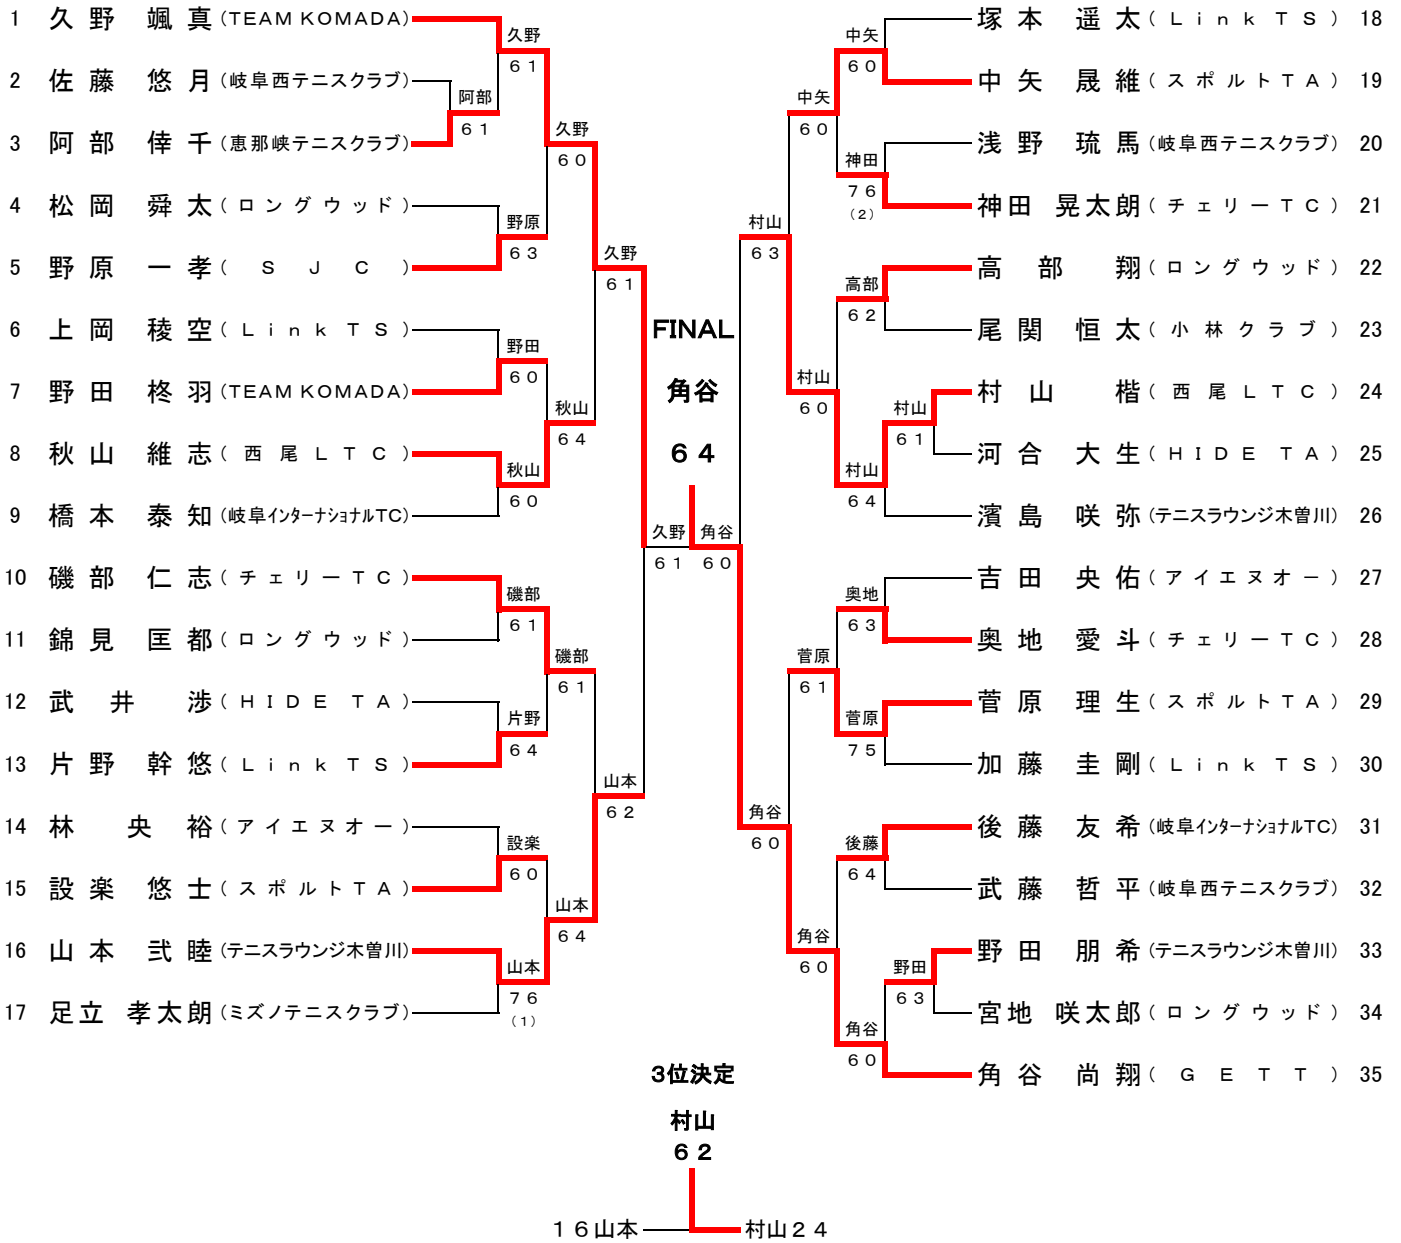 1 久野 颯真 (TEAM KOMADA)
2 佐藤 悠月 (岐阜西テニスクラブ)
3 阿部 倖千 (恵那峡テニスクラブ)
4 松岡 舜太 (ロングウッド)
5 野原 一孝 (SJC)
6 上岡 稜空 (Link TS)
7 野田 柊羽 (TEAM KOMADA)
8 秋山 維志 (西尾LTC)
9 橋本 泰知 (岐阜インターナショナルTC)
10 磯部 仁志 (チェリーTC)
11 錦見 匡都 (ロングウッド)
12 武井 渉 (HIDE TA)
13 片野 幹悠 (Link TS)
14 林 央裕 (アイエヌオー)
15 設楽 悠士 (スポルトTA)
16 山本 弐睦 (テニスラウンジ木曽川)
17 足立 孝太朗 (ミズノテニスクラブ)
阿部
61
久野
61
野原
63
野田
60
秋山
60
磯部
61
片野
64
設楽
60
山本
76
(1)
久野
60
秋山
64
磯部
61
山本
64
久野
61
山本
62
久野
61
FINAL
角谷
64
角谷
60
村山
63
角谷
60
中矢
60
村山
60
菅原
61
角谷
60
中矢
60
神田
76
(2)
高部
62
村山
64
奥地
63
菅原
75
後藤
64
角谷
60
村山
61
野田
63
塚本 遥太 (Link TS) 18
中矢 晟維 (スポルトTA) 19
浅野 琉馬 (岐阜西テニスクラブ) 20
神田 晃太朗 (チェリーTC) 21
高部 翔 (ロングウッド) 22
尾関 恒太 (小林クラブ) 23
村山 楷 (西尾LTC) 24
河合 大生 (HIDE TA) 25
濱島 咲弥 (テニスラウンジ木曽川) 26
吉田 央佑 (アイエヌオー) 27
奥地 愛斗 (チェリーTC) 28
菅原 理生 (スポルトTA) 29
加藤 圭剛 (Link TS) 30
後藤 友希 (岐阜インターナショナルTC) 31
武藤 哲平 (岐阜西テニスクラブ) 32
野田 朋希 (テニスラウンジ木曽川) 33
宮地 咲太郎 (ロングウッド) 34
角谷 尚翔 (GETT) 35
3位決定
村山
62
16山本 村山24